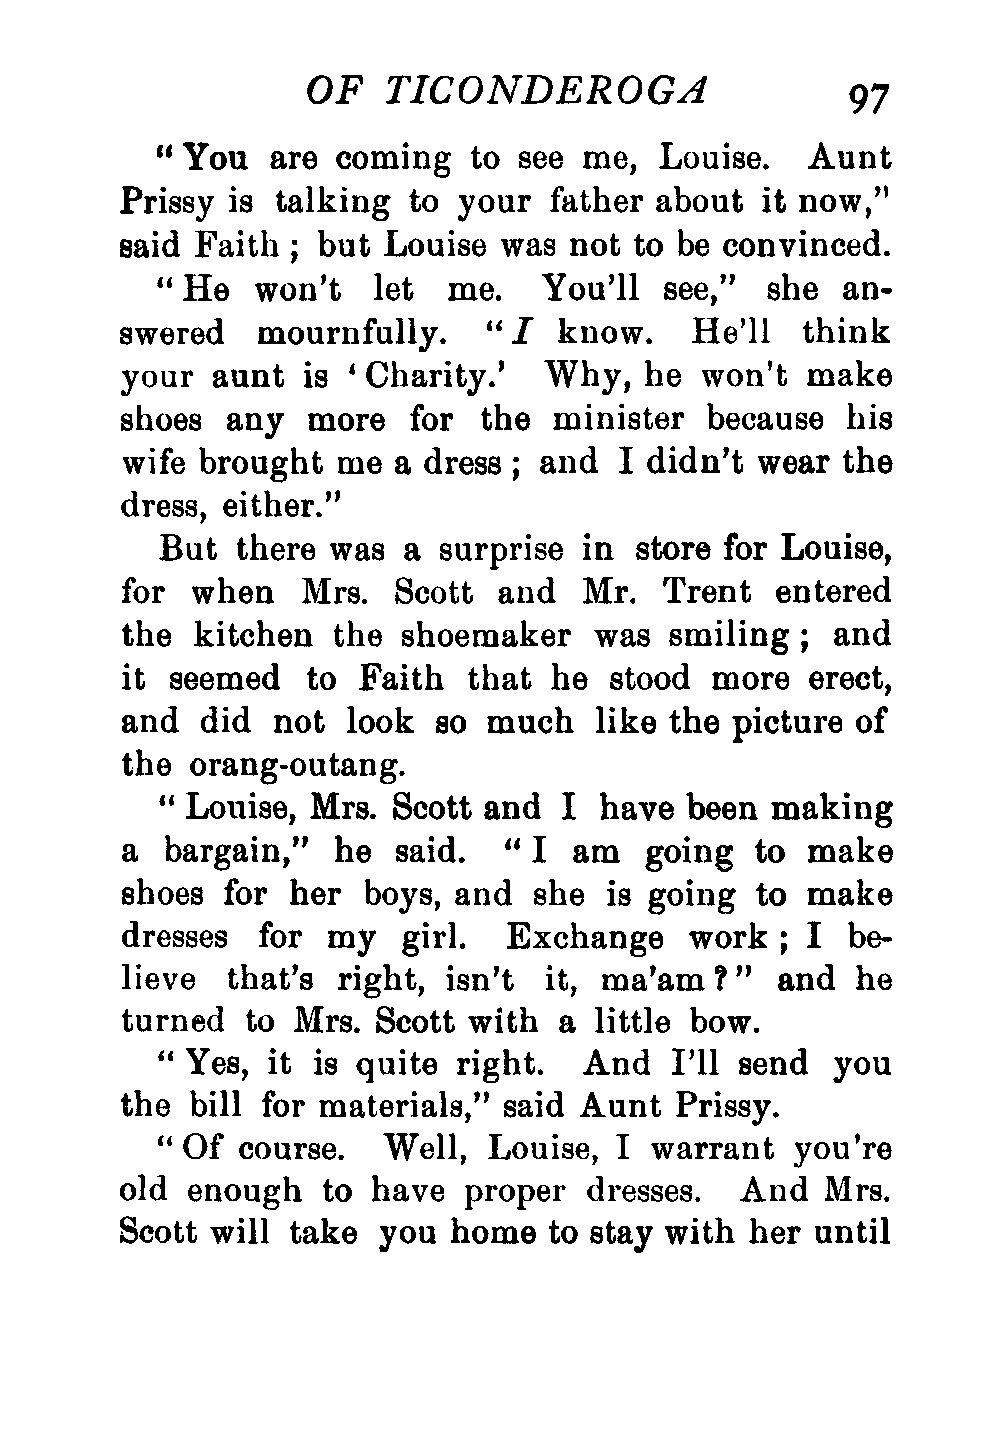 OF TICONDEROGA 97
" You are coming to see me, Louise. Aunt
Prissy is talking to your father about it now,"
said Faith ; but Louise was not to be convinced.
" He won't let me. You'll see," she an-
swered mournfully. " I know. He'll think
your aunt is ' Charity.' Why, he won't make
shoes any more for the minister because his
wife brought me a dress ; and I didn't wear the
dress, either."
But there was a surprise in store for Louise,
for when Mrs. Scott and Mr. Trent entered
the kitchen the shoemaker was smiling ; and
it seemed to Faith that he stood more erect,
and did not look so much like the picture of
the orang-outang.
" Louise, Mrs. Scott and I have been making
a bargain," he said. " I am going to make
shoes for her boys, and she is going to make
dresses for my girl. Exchange work ; I be-
lieve that's right, isn't it, ma'am ? " and he
turned to Mrs. Scott with a little bow.
" Yes, it is quite right. And I'll send you
the bill for materials," said Aunt Prissy.
" Of course. Well, Louise, I warrant you're
old enough to have proper dresses. And Mrs.
Scott will take you home to stay with her until